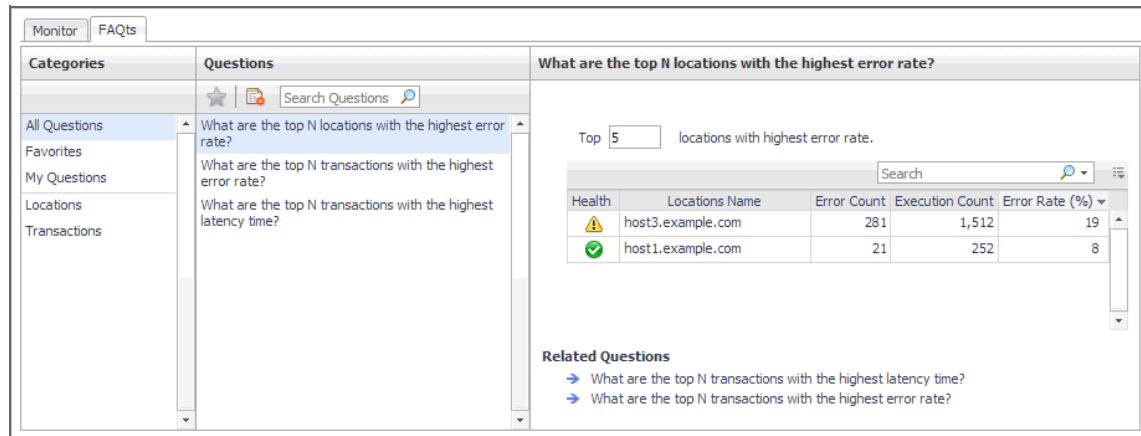 Monitor
FAQts
Categories
Questions
What are the top N locations with the highest error rate?
Search Questions
All Questions
Favorites
My Questions
Locations
Transactions
What are the top N locations with the highest error
rate?
What are the top N transactions with the highest
error rate?
What are the top N transactions with the highest
latency time?
Top 5 locations with highest error rate.
Search
Health Locations Name Error Count Execution Count Error Rate (%)
host3.example.com 281 1,512 19
host1.example.com 21 252 8
Related Questions
What are the top N transactions with the highest latency time?
What are the top N transactions with the highest error rate?